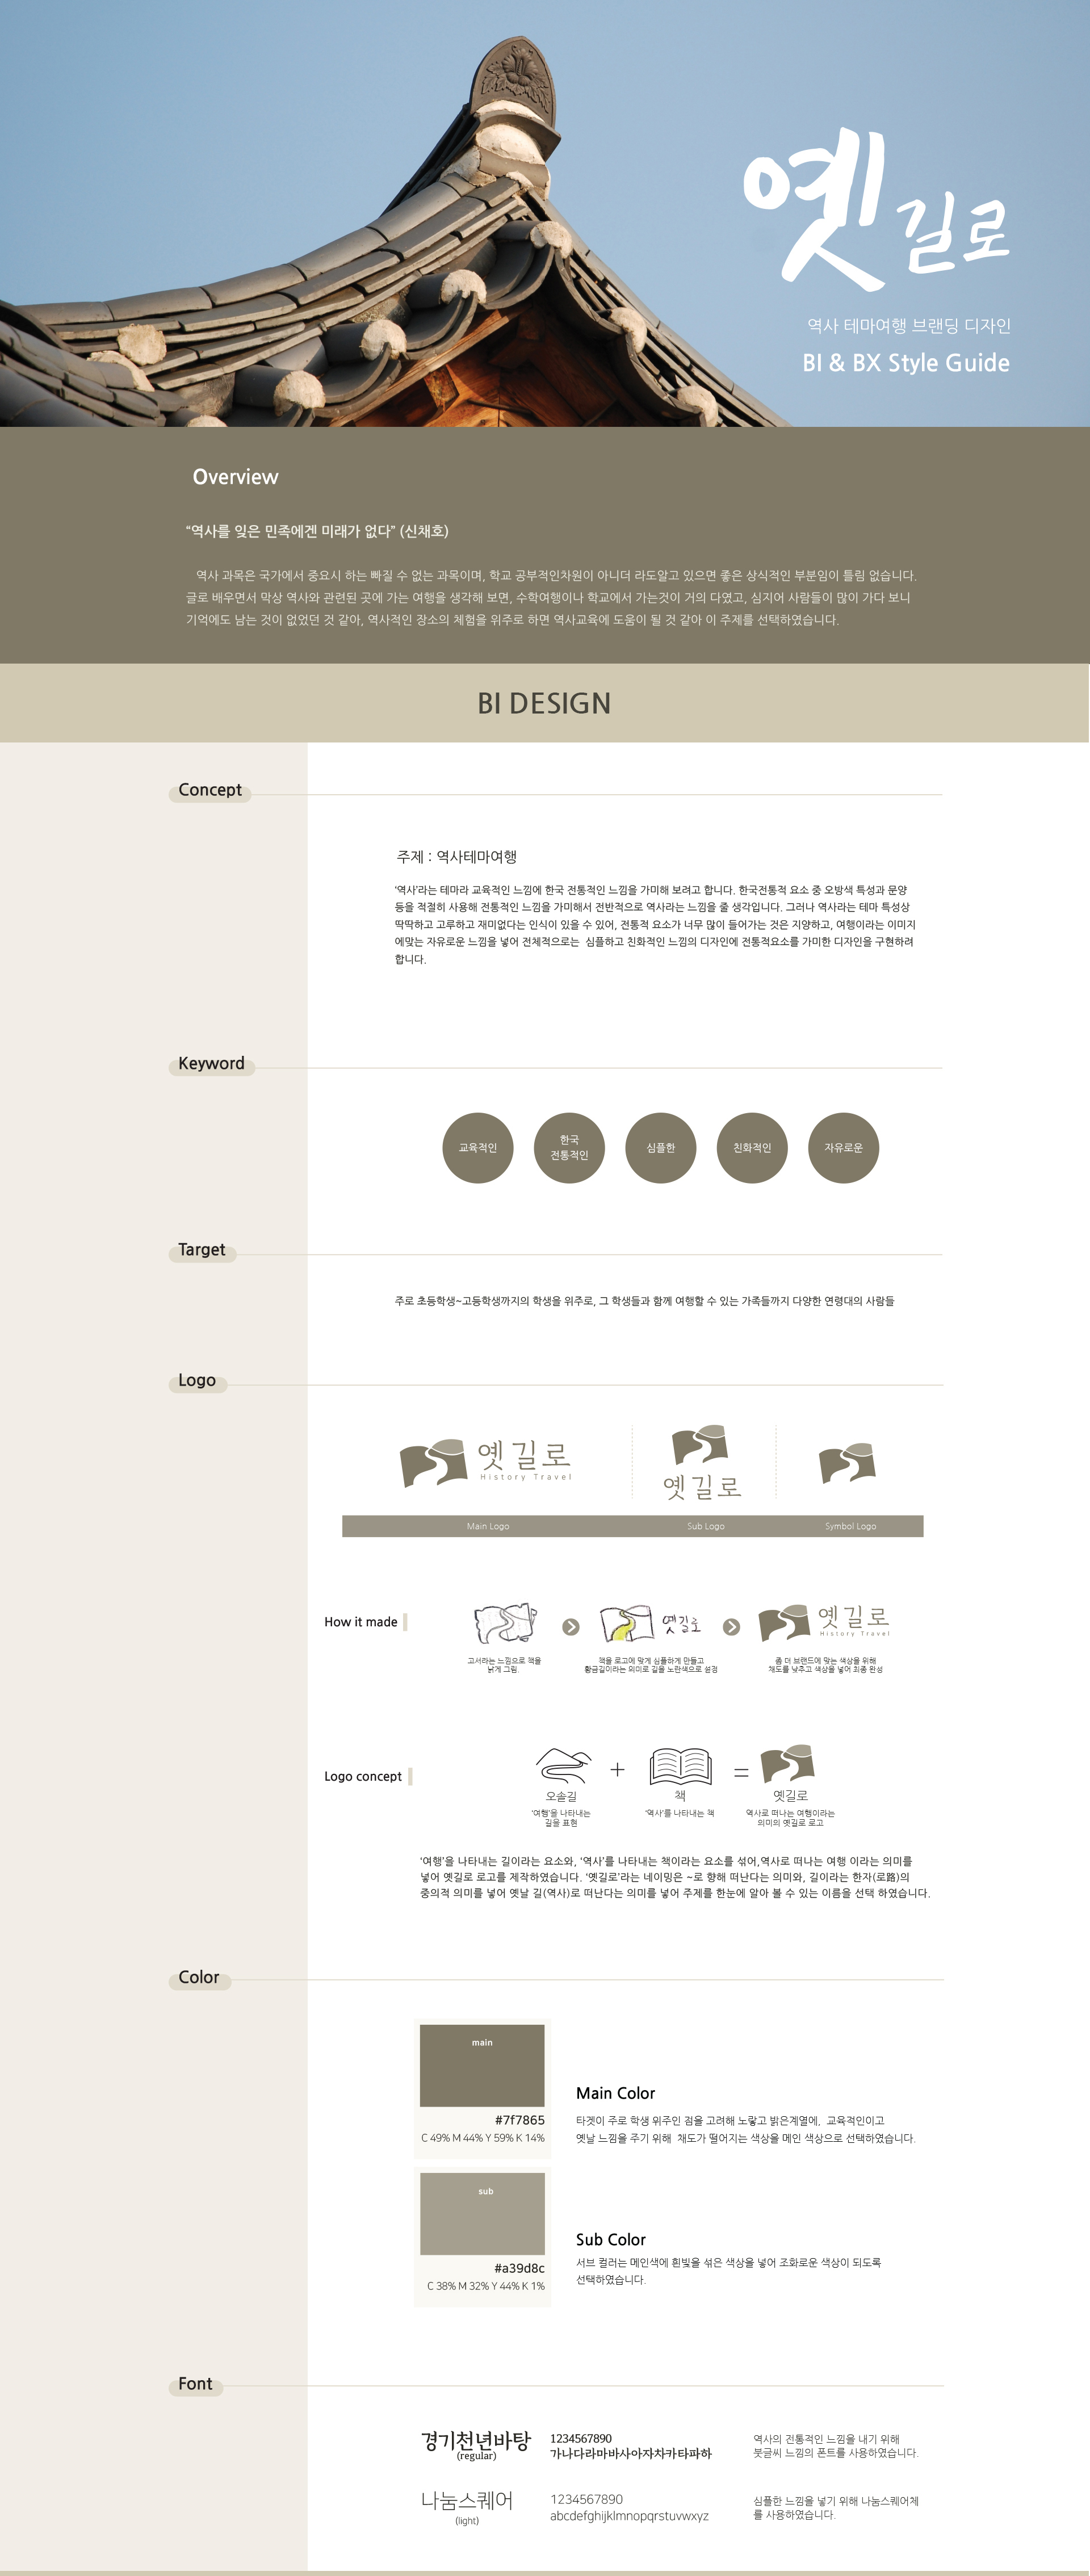 옛길로
역사 테마여행 브랜딩 디자인
BI & BX Style Guide
Overview
“역사를 잊은 민족에겐 미래가 없다” (신채호)
역사 과목은 국가에서 중요시 하는 빠질 수 없는 과목이며, 학교 공부적인차원이 아니더 라도알고 있으면 좋은 상식적인 부분임이 틀림 없습니다.
글로 배우면서 막상 역사와 관련된 곳에 가는 여행을 생각해 보면, 수학여행이나 학교에서 가는것이 거의 다였고, 심지어 사람들이 많이 가다 보니
기억에도 남는 것이 없었던 것 같아, 역사적인 장소의 체험을 위주로 하면 역사교육에 도움이 될 것 같아 이 주제를 선택하였습니다.
BI DESIGN
Concept
주제 : 역사테마여행
‘역사’라는 테마라 교육적인 느낌에 한국 전통적인 느낌을 가미해 보려고 합니다. 한국전통적 요소 중 오방색 특성과 문양
등을 적절히 사용해 전통적인 느낌을 가미해서 전반적으로 역사라는 느낌을 줄 생각입니다. 그러나 역사라는 테마 특성상
딱딱하고 고루하고 재미없다는 인식이 있을 수 있어, 전통적 요소가 너무 많이 들어가는 것은 지양하고, 여행이라는 이미지
에맞는 자유로운 느낌을 넣어 전체적으로는 심플하고 친화적인 느낌의 디자인에 전통적요소를 가미한 디자인을 구현하려
합니다.
Keyword
교육적인
한국
전통적인
심플한
친화적인
자유로운
Target
주로 초등학생~고등학생까지의 학생을 위주로, 그 학생들과 함께 여행할 수 있는 가족들까지 다양한 연령대의 사람들
Logo
옛길로
History Travel
옛길로
Main Logo
Sub Logo
Symbol Logo
How it made
옛길로
옛길로
History Travel
고서라는 느낌으로 책을
낡게 그림.
책을 로고에 맞게 심플하게 만들고
황금길이라는 의미로 길을 노란색으로 설정
좀 더 브랜드에 맞는 색상을 위해
채도를 낮추고 색상을 넣어 최종 완성
Logo concept
+
=
오솔길
책
옛길로
‘여행’을 나타내는
길을 표현
‘역사’를 나타내는 책
역사로 떠나는 여행이라는
의미의 옛길로 로고
‘여행’을 나타내는 길이라는 요소와, ‘역사’를 나타내는 책이라는 요소를 섞어,역사로 떠나는 여행 이라는 의미를
넣어 옛길로 로고를 제작하였습니다. ‘옛길로’라는 네이밍은 ~로 향해 떠난다는 의미와, 길이라는 한자(로路)의
중의적 의미를 넣어 옛날 길(역사)로 떠난다는 의미를 넣어 주제를 한눈에 알아 볼 수 있는 이름을 선택 하였습니다.
Color
main
#7f7865
C 49% M 44% Y 59% K 14%
Main Color
타겟이 주로 학생 위주인 점을 고려해 노랗고 밝은계열에, 교육적인이고
옛날 느낌을 주기 위해 채도가 떨어지는 색상을 메인 색상으로 선택하였습니다.
sub
#a39d8c
C 38% M 32% Y 44% K 1%
Sub Color
서브 컬러는 메인색에 흰빛을 섞은 색상을 넣어 조화로운 색상이 되도록
선택하였습니다.
Font
경기천년바탕
(regular)
1234567890
가나다라마바사아자차카타파하
역사의 전통적인 느낌을 내기 위해
붓글씨 느낌의 폰트를 사용하였습니다.
나눔스퀘어
(light)
1234567890
abcdefghijklmnopqrstuvwxyz
심플한 느낌을 넣기 위해 나눔스퀘어체
를 사용하였습니다.